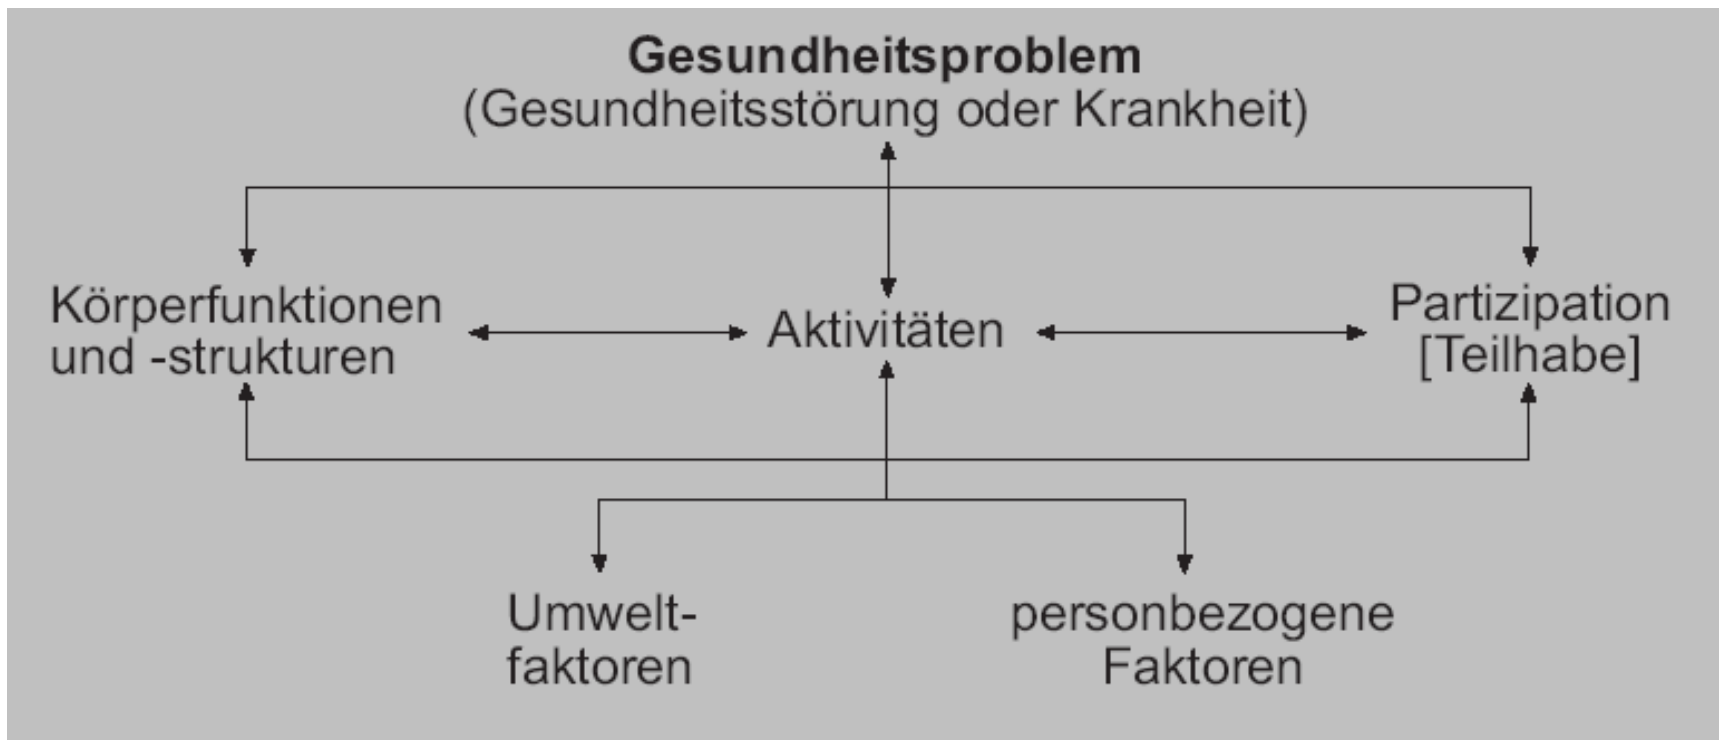 Gesundheitsproblem
(Gesundheitsstörung oder Krankheit)
Körperfunktionen
und -strukturen
Aktivitäten
Partizipation
[Teilhabe]
Umwelt-
faktoren
personbezogene
Faktoren